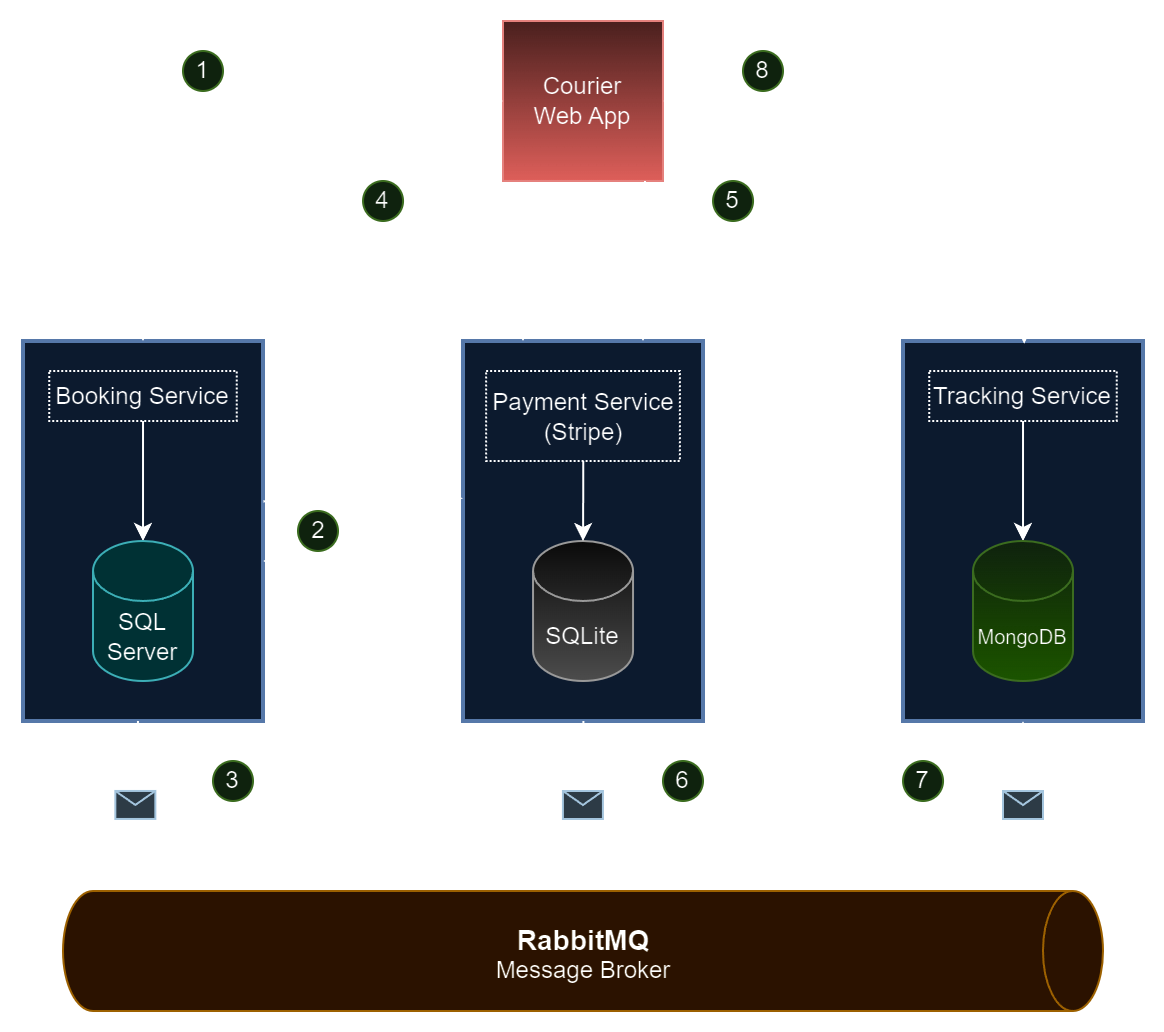 1
Courier
Web App
8
4
5
Booking Service
Payment Service
(Stripe)
Tracking Service
2
SQL
Server
SQLite
MongoDB
3
6
7
RabbitMQ
Message Broker